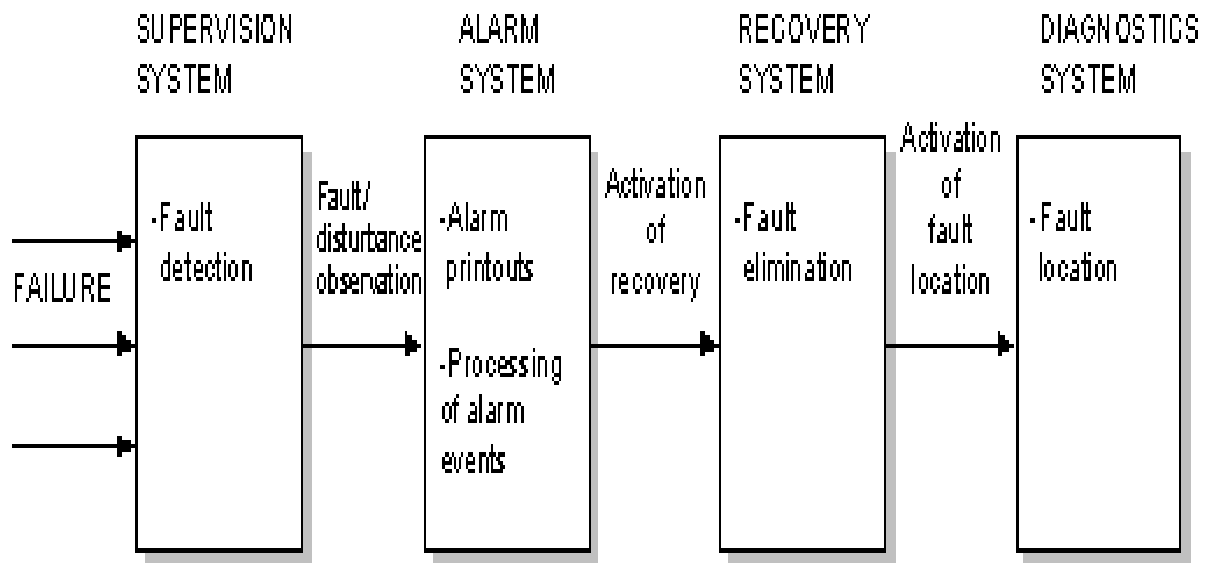 SUPERVISION
SYSTEM
ALARM
SYSTEM
RECOVERY
SYSTEM
DIAGNOSTICS
SYSTEM
FAILURE
-Fault
detection
Fault/
disturbance
observation
-Alarm
printouts
-Processing
of alarm
events
Activation
of
recovery
-Fault
elimination
Activation
of
fault
location
-Fault
location